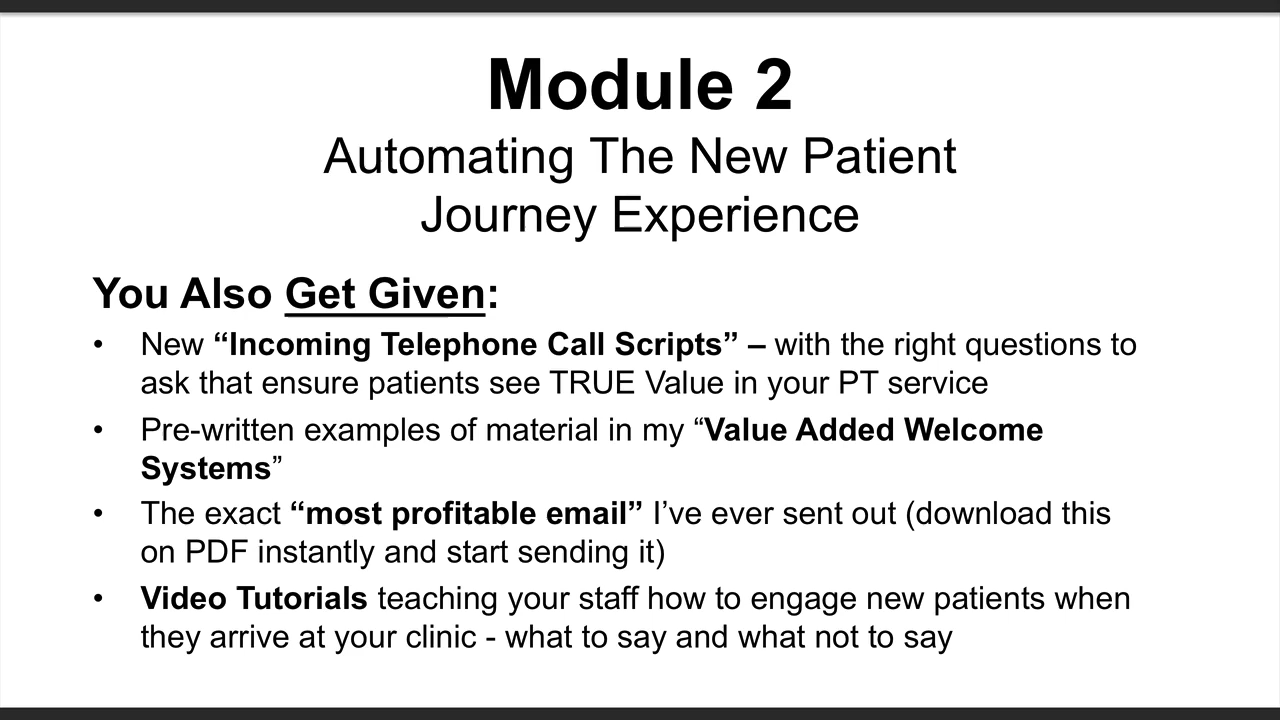 Module 2
Automating The New Patient
Journey Experience
You Also Get Given:
• New “Incoming Telephone Call Scripts” – with the right questions to
ask that ensure patients see TRUE Value in your PT service
• Pre-written examples of material in my “Value Added Welcome
Systems”
• The exact “most profitable email” I’ve ever sent out (download this
on PDF instantly and start sending it)
• Video Tutorials teaching your staff how to engage new patients when
they arrive at your clinic - what to say and what not to say